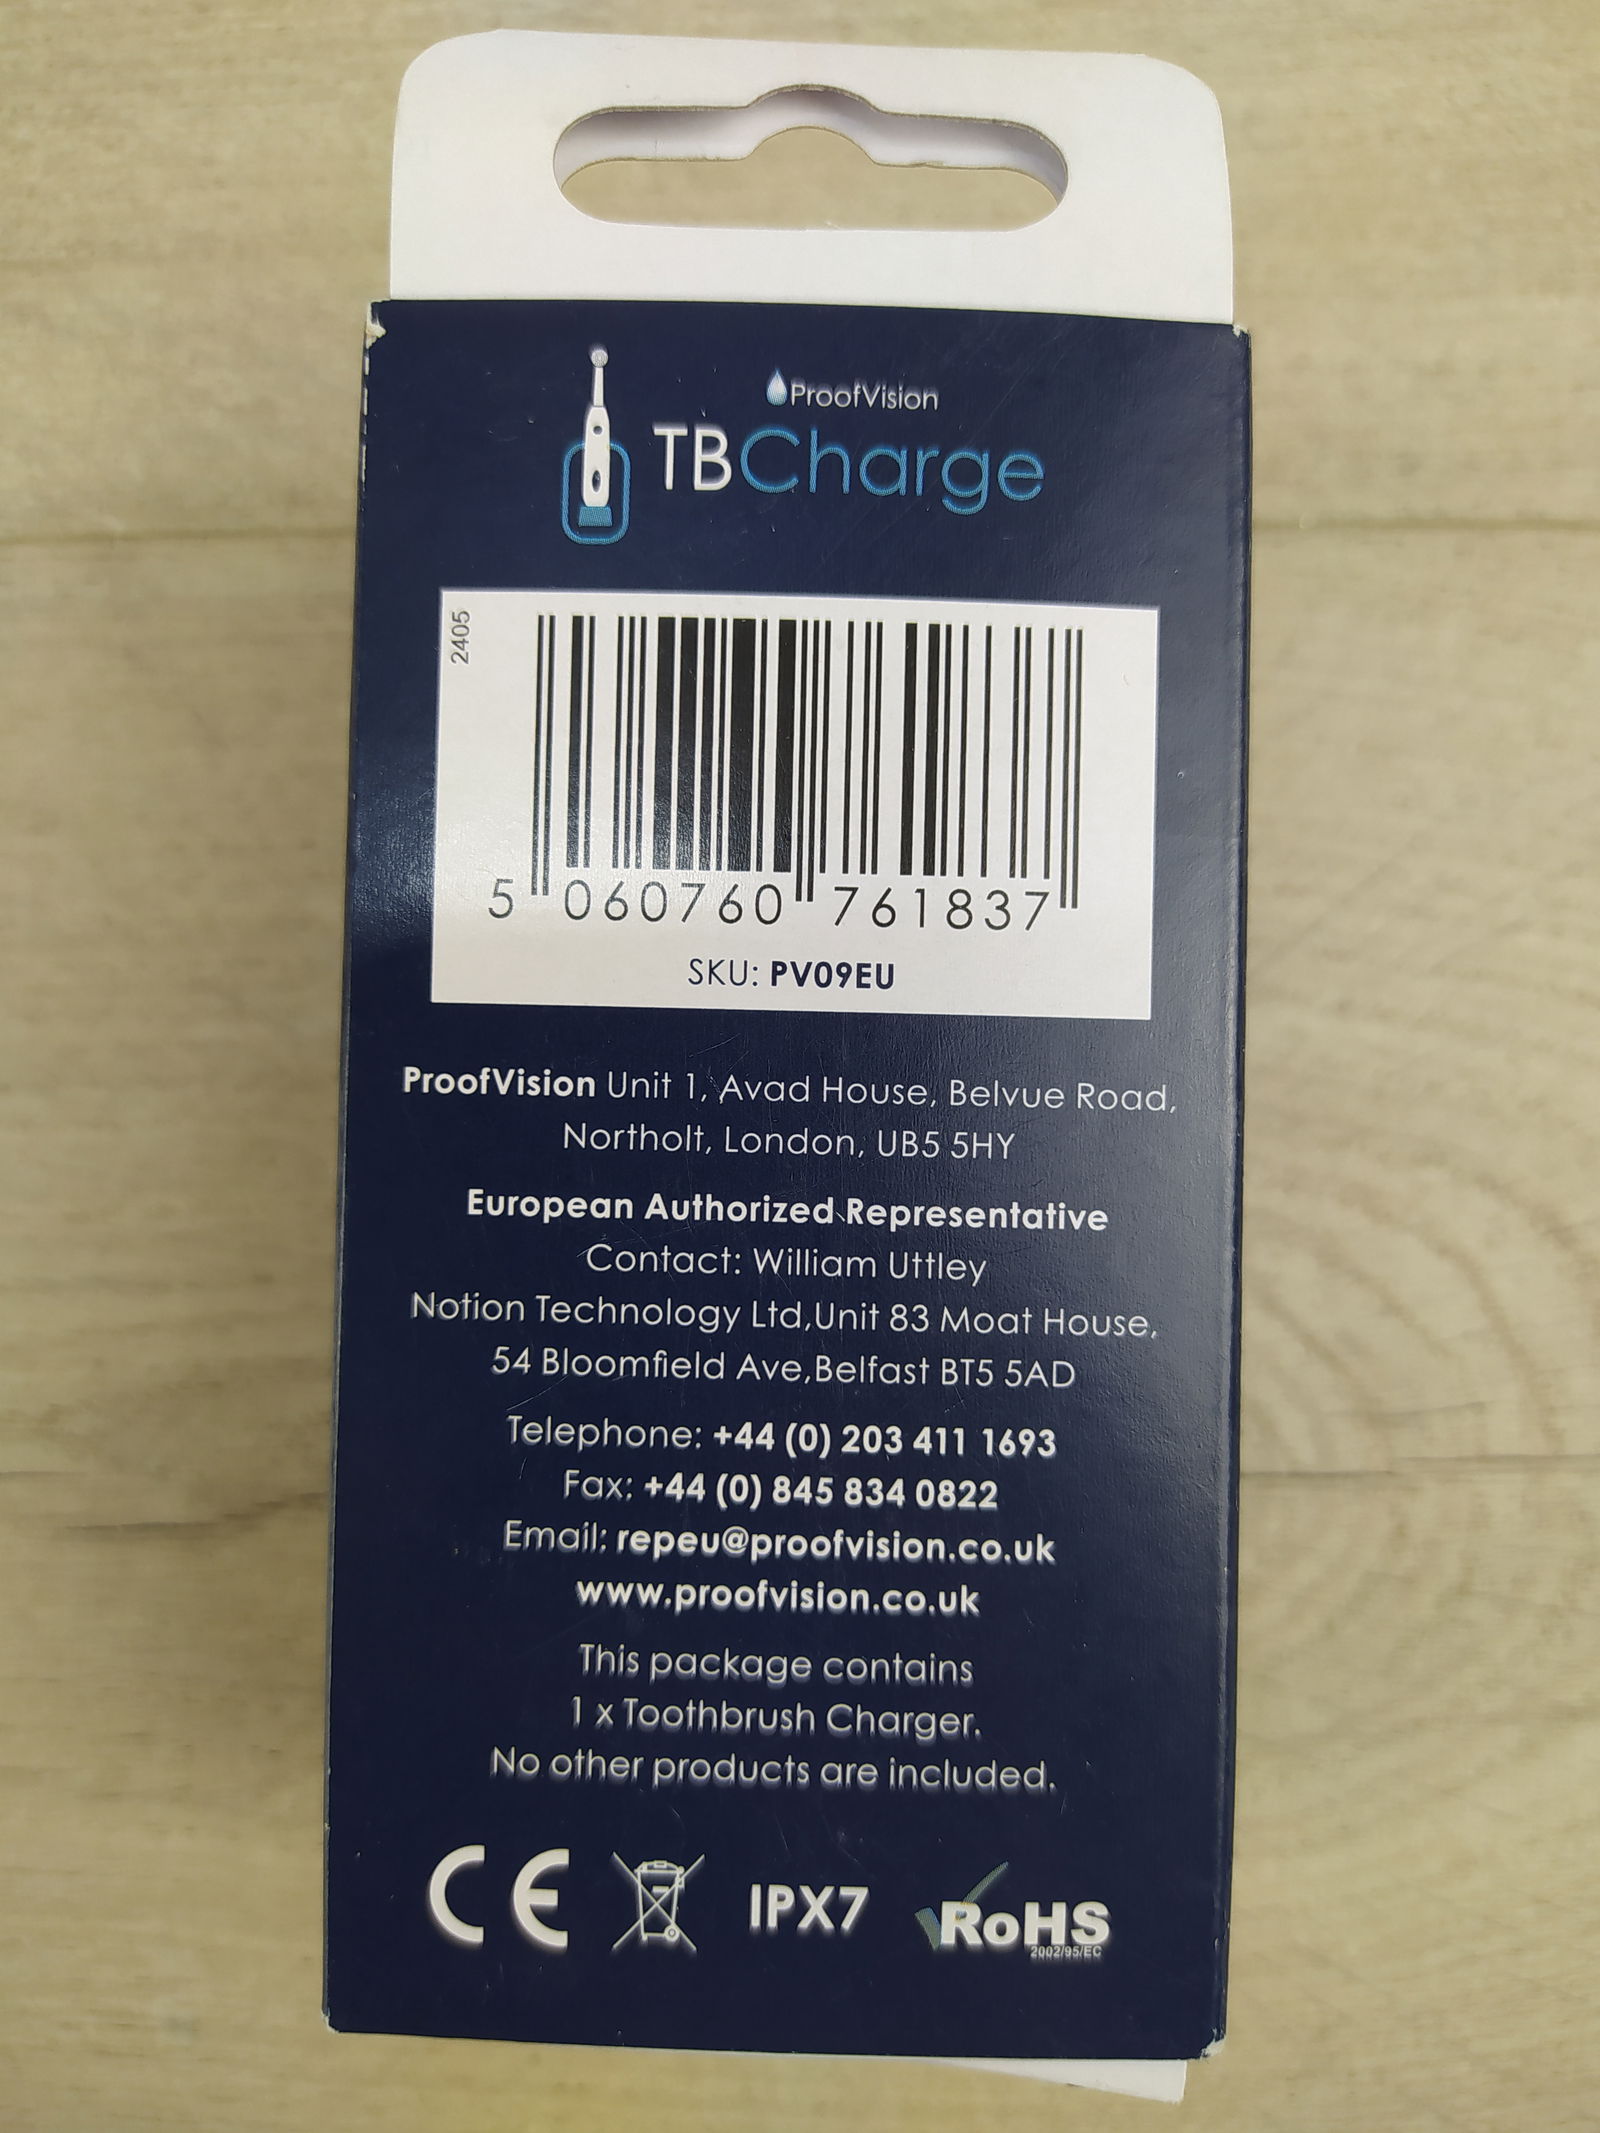 ProofVision
TBCharge
2405
5 060760 761837
SKU: PV09EU
ProofVision Unit 1, Avad House, Belvue Road,
Northolt, London, UB5 5HY
European Authorized Representative
Contact: William Uttley
Notion Technology Ltd,Unit 83 Moat House,
54 Bloomfield Ave,Belfast BT5 5AD
Telephone: +44 (0) 203 411 1693
Fax: +44 (0) 845 834 0822
Email: repeu@proofvision.co.uk
www.proofvision.co.uk
This package contains
1 x Toothbrush Charger.
No other products are included.
CE IPX7 RoHS
2002/95/EC